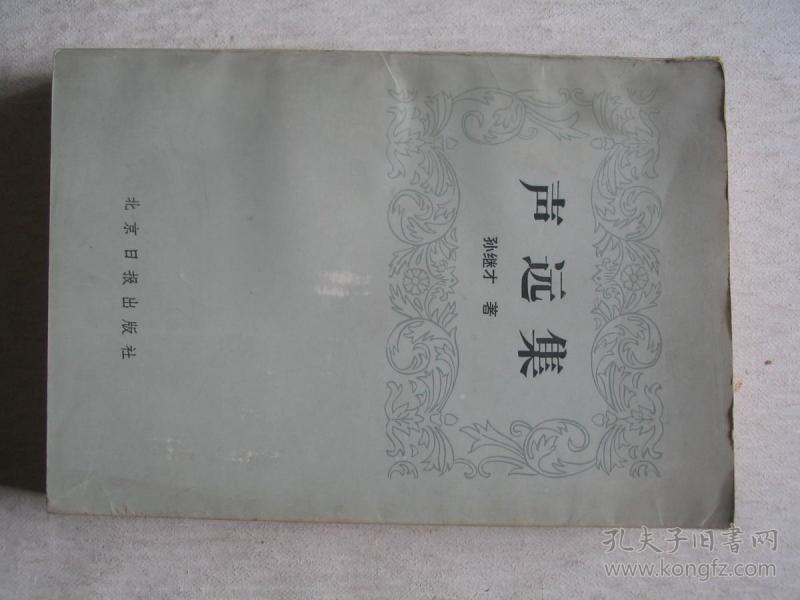 声远集
孙继才 著
北京日报出版社
孔夫子旧书网
www.kongfz.com